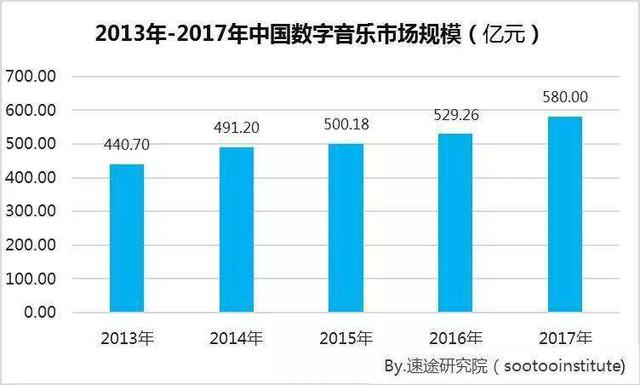 2013年-2017年中国数字音乐市场规模（亿元）
700.00
600.00
500.00
400.00
300.00
200.00
100.00
0.00
440.70
491.20
500.18
529.26
580.00
2013年
2014年
2015年
2016年
2017年
By.速途研究院（sootooinstitute)